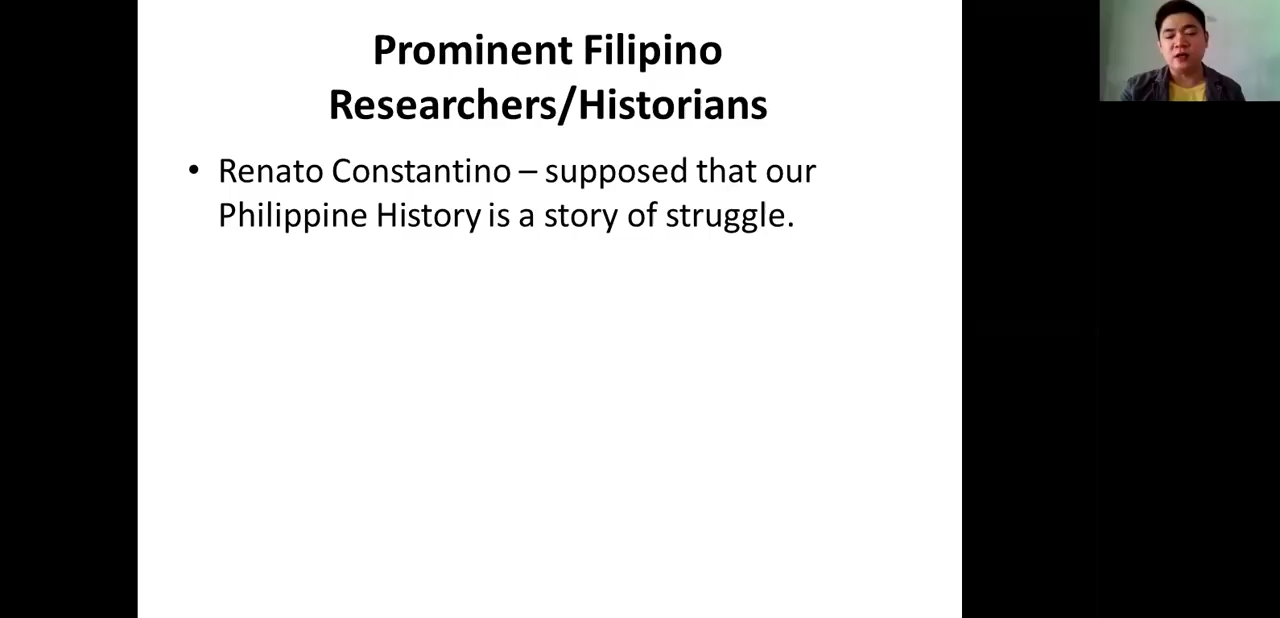 Prominent Filipino
Researchers/Historians
• Renato Constantino – supposed that our
Philippine History is a story of struggle.